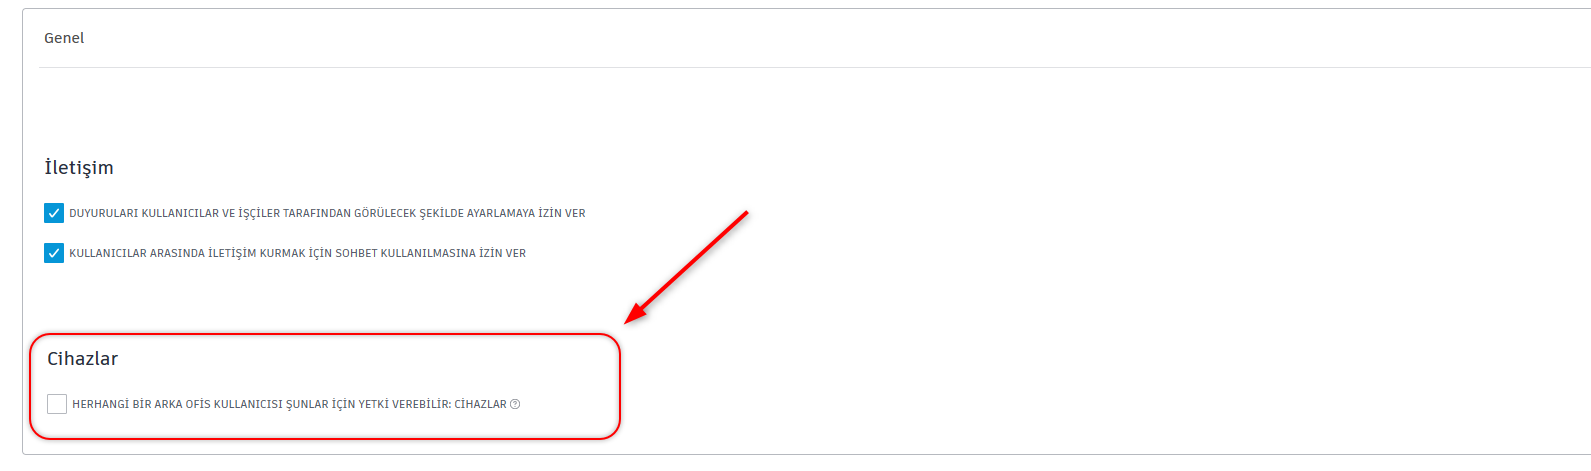 Genel
İletişim
DUYURULARI KULLANICILAR VE İŞÇİLER TARAFINDAN GÖRÜLECEK ŞEKİLDE AYARLAMAYA İZİN VER
KULLANICILAR ARASINDA İLETİŞİM KURMAK İÇİN SOHBET KULLANILMASINA İZİN VER
Cihazlar
HERHANGİ BİR ARKA OFİS KULLANICISI ŞUNLAR İÇİN YETKİ VEREBİLİR: CİHAZLAR ?